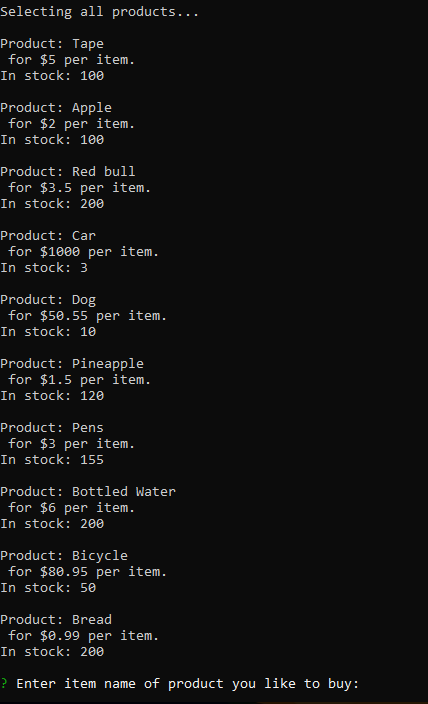 Selecting all products...
Product: Tape
for $5 per item.
In stock: 100
Product: Apple
for $2 per item.
In stock: 100
Product: Red bull
for $3.5 per item.
In stock: 200
Product: Car
for $1000 per item.
In stock: 3
Product: Dog
for $50.55 per item.
In stock: 10
Product: Pineapple
for $1.5 per item.
In stock: 120
Product: Pens
for $3 per item.
In stock: 155
Product: Bottled Water
for $6 per item.
In stock: 200
Product: Bicycle
for $80.95 per item.
In stock: 50
Product: Bread
for $0.99 per item.
In stock: 200
? Enter item name of product you like to buy: